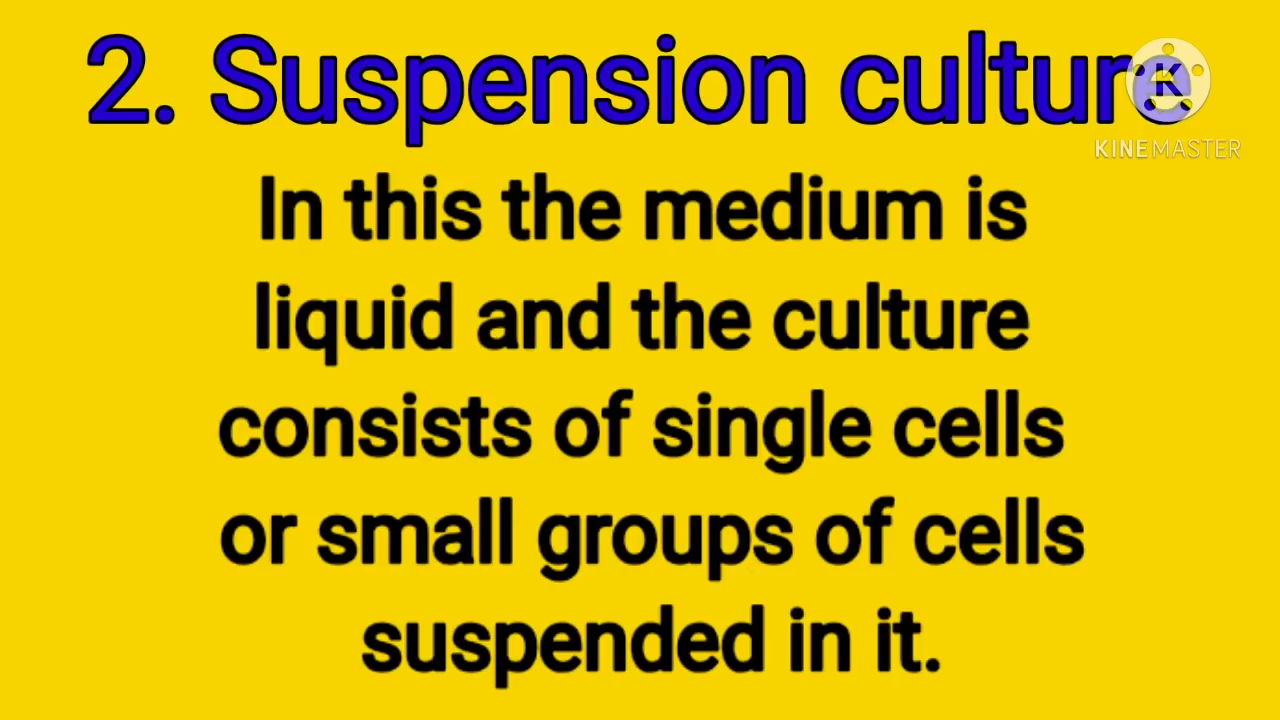 2. Suspension culture
K
KINEMASTER
In this the medium is
liquid and the culture
consists of single cells
or small groups of cells
suspended in it.